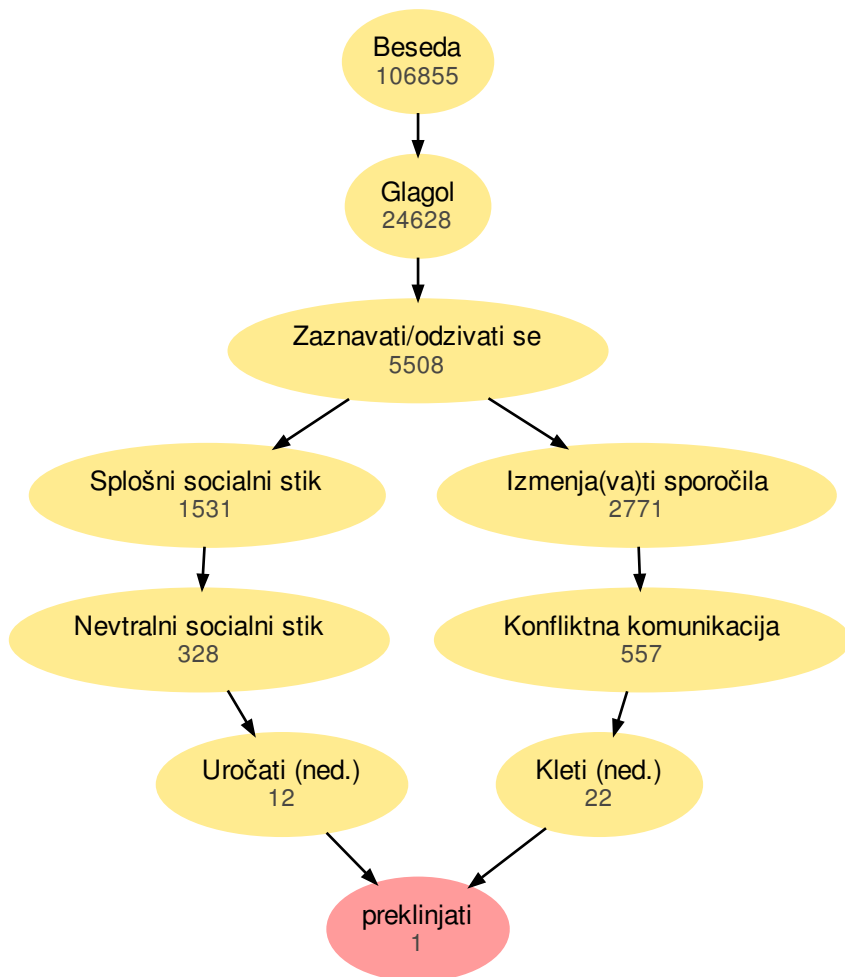 Beseda
106855
Glagol
24628
Zaznavati/odzivati se
5508
Splošni socialni stik
1531
Izmenja(va)ti sporočila
2771
Nevtralni socialni stik
328
Konfliktna komunikacija
557
Uročati (ned.)
12
Kleti (ned.)
22
preklinjati
1